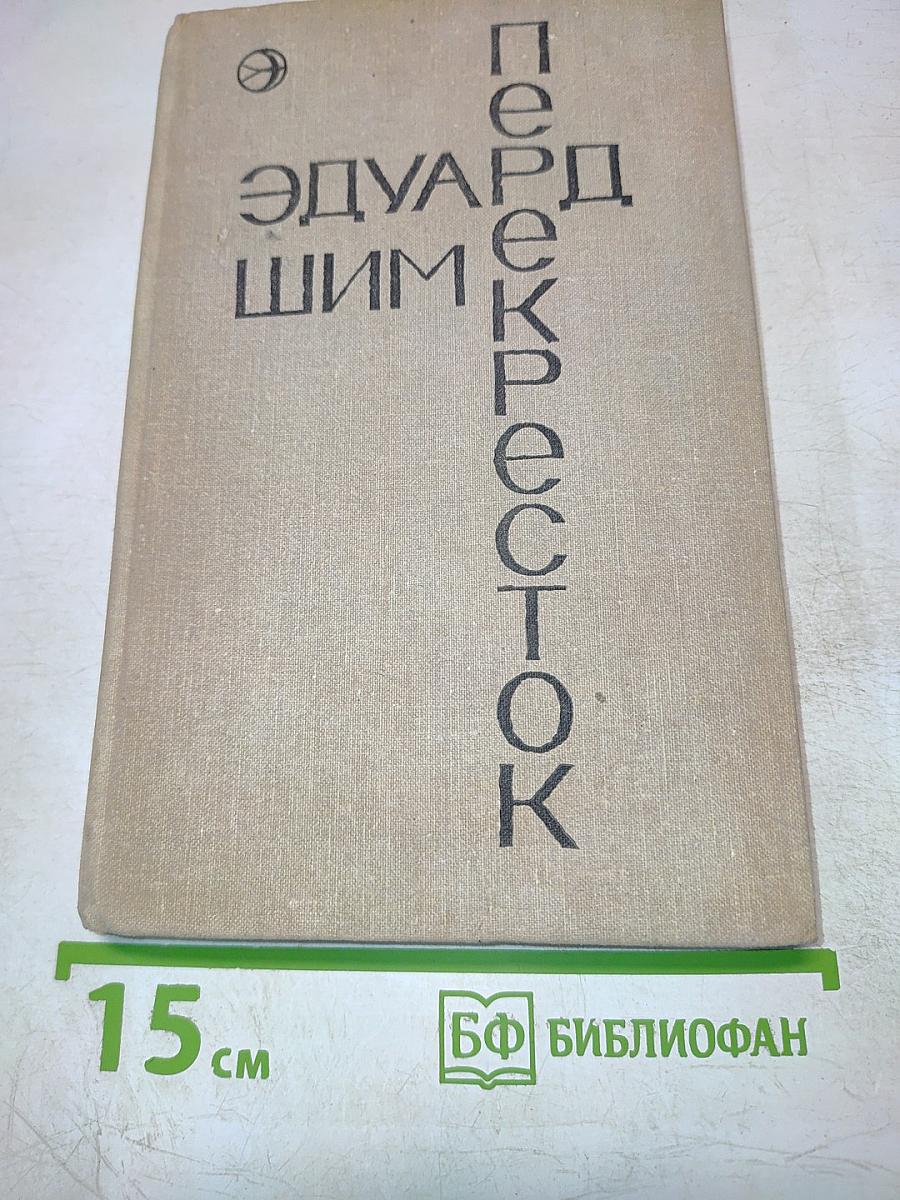 ЭДУАРД
ШИМ
ПеРеКРеСТОК
15 см
БФ БИБЛИОФАН